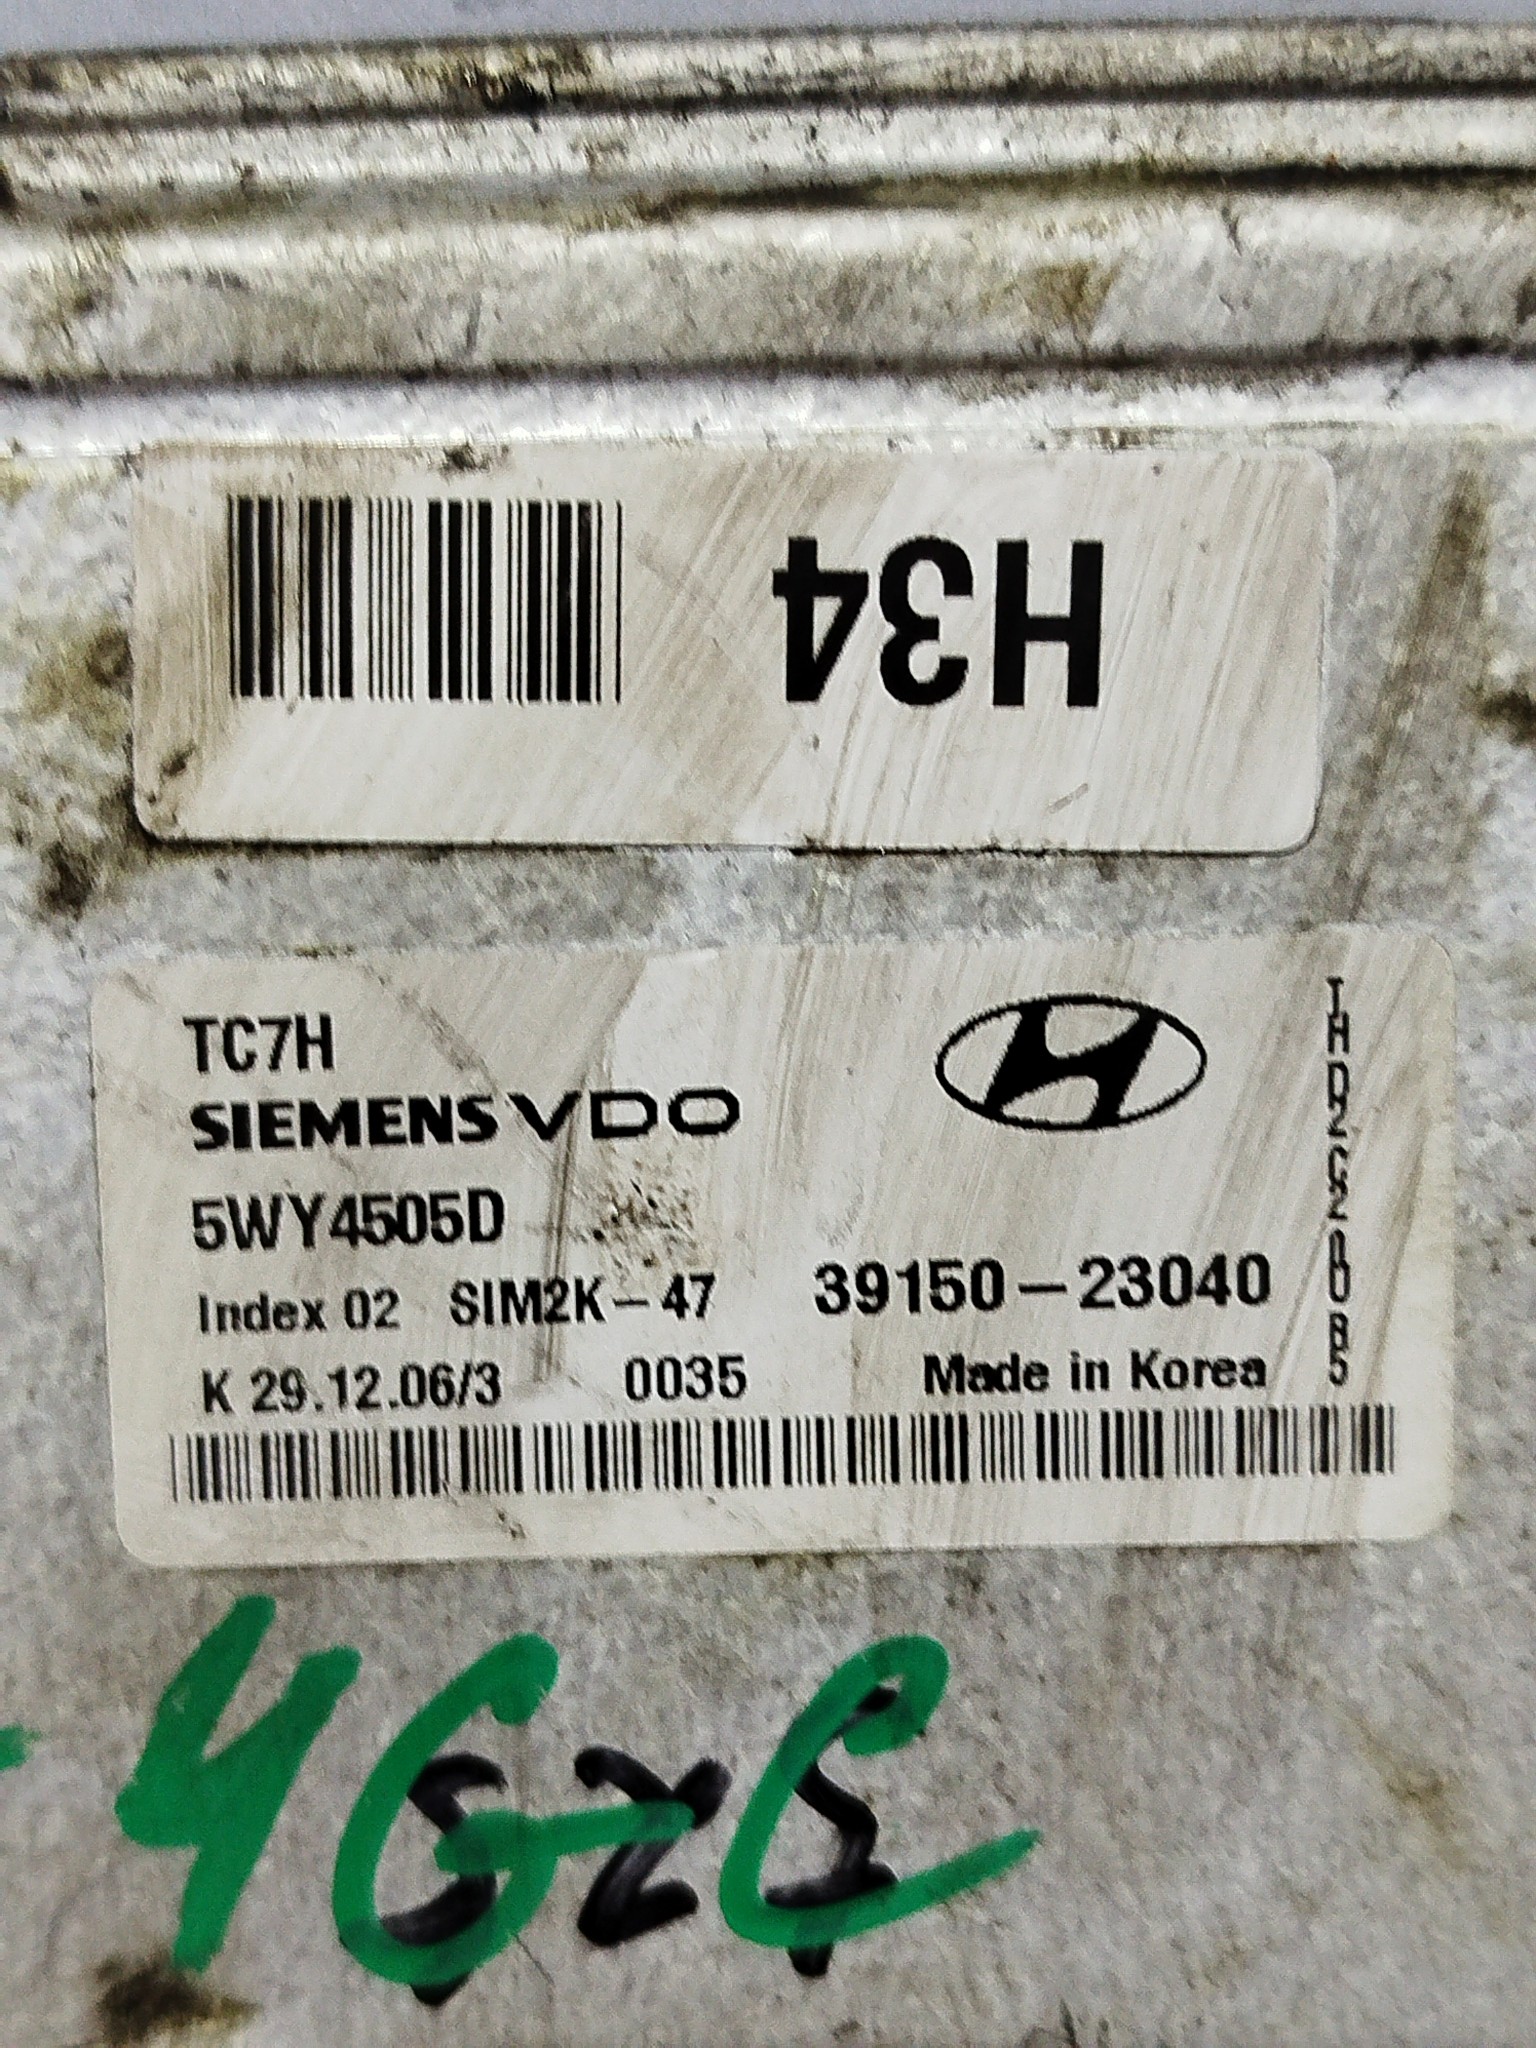 H34
TC7H
SIEMENS VDO
5WY4505D
Index 02 SIM2K-47 39150-23040
K 29.12.06/3 0035 Made in Korea